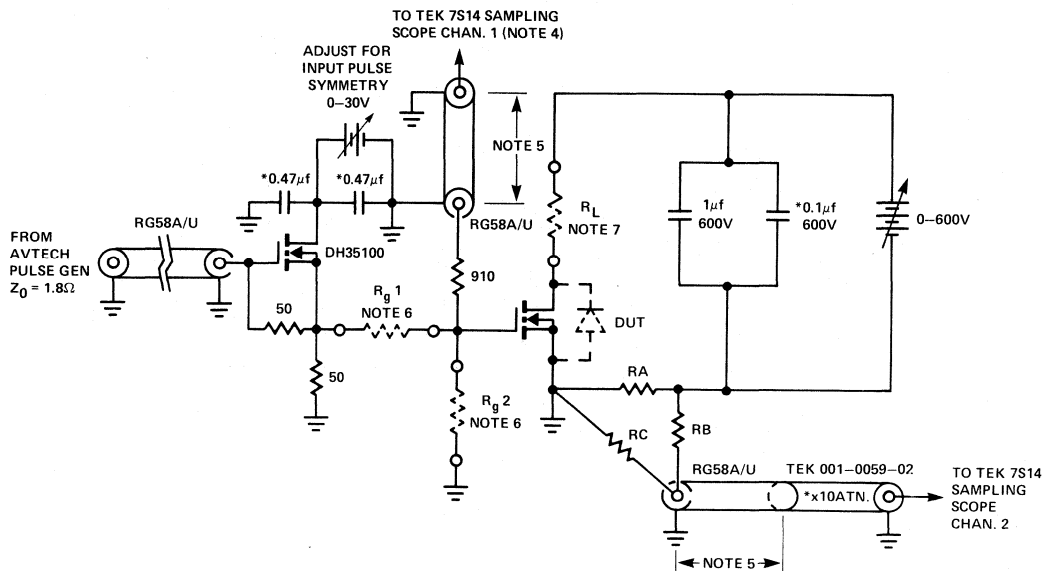 TO TEK 7S14 SAMPLING
SCOPE CHAN. 1 (NOTE 4)
ADJUST FOR
INPUT PULSE
SYMMETRY
0–30V
NOTE 5
*0.47μf
*0.47μf
RG58A/U
RG58A/U
R_L
NOTE 7
1μf
600V
*0.1μf
600V
0–600V
FROM
AVTECH
PULSE GEN
Z₀ = 1.8Ω
DH35100
910
R_g 1
NOTE 6
50
50
DUT
R_g 2
NOTE 6
RA
RC
RB
RG58A/U
TEK 001–0059–02
*x10ATN.
TO TEK 7S14
SAMPLING
SCOPE
CHAN. 2
NOTE 5